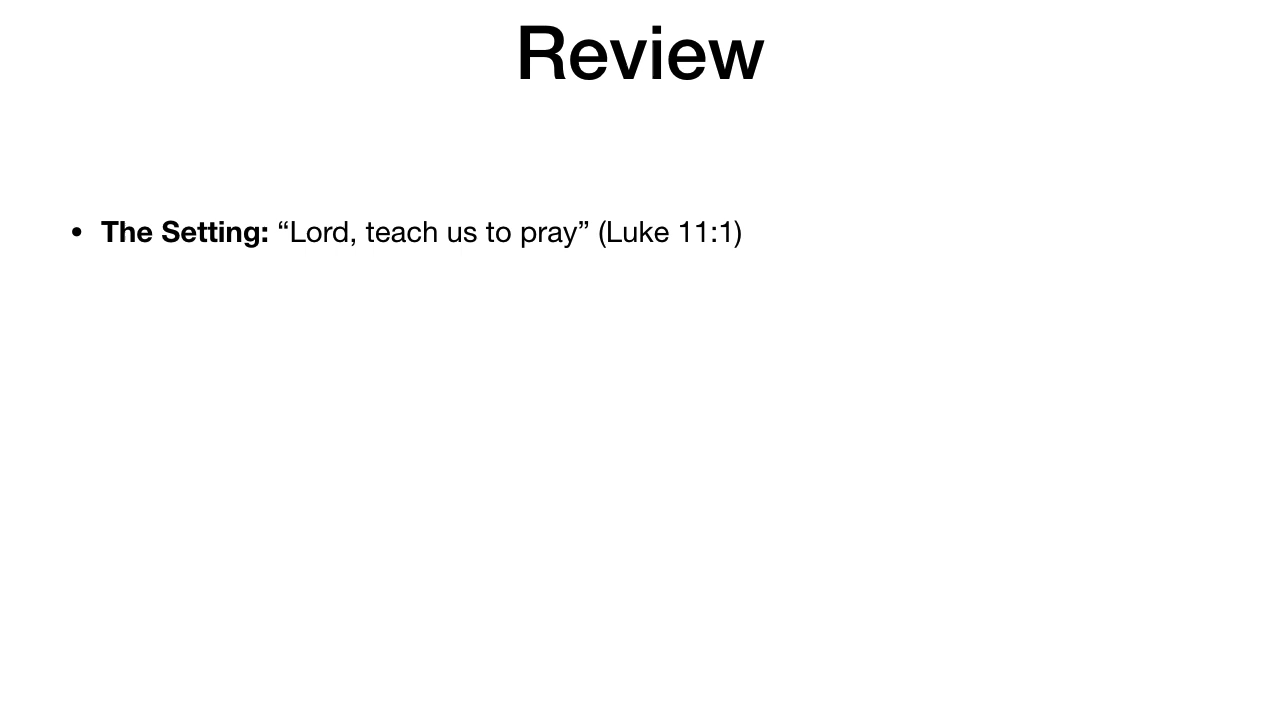 Review
• The Setting: “Lord, teach us to pray” (Luke 11:1)